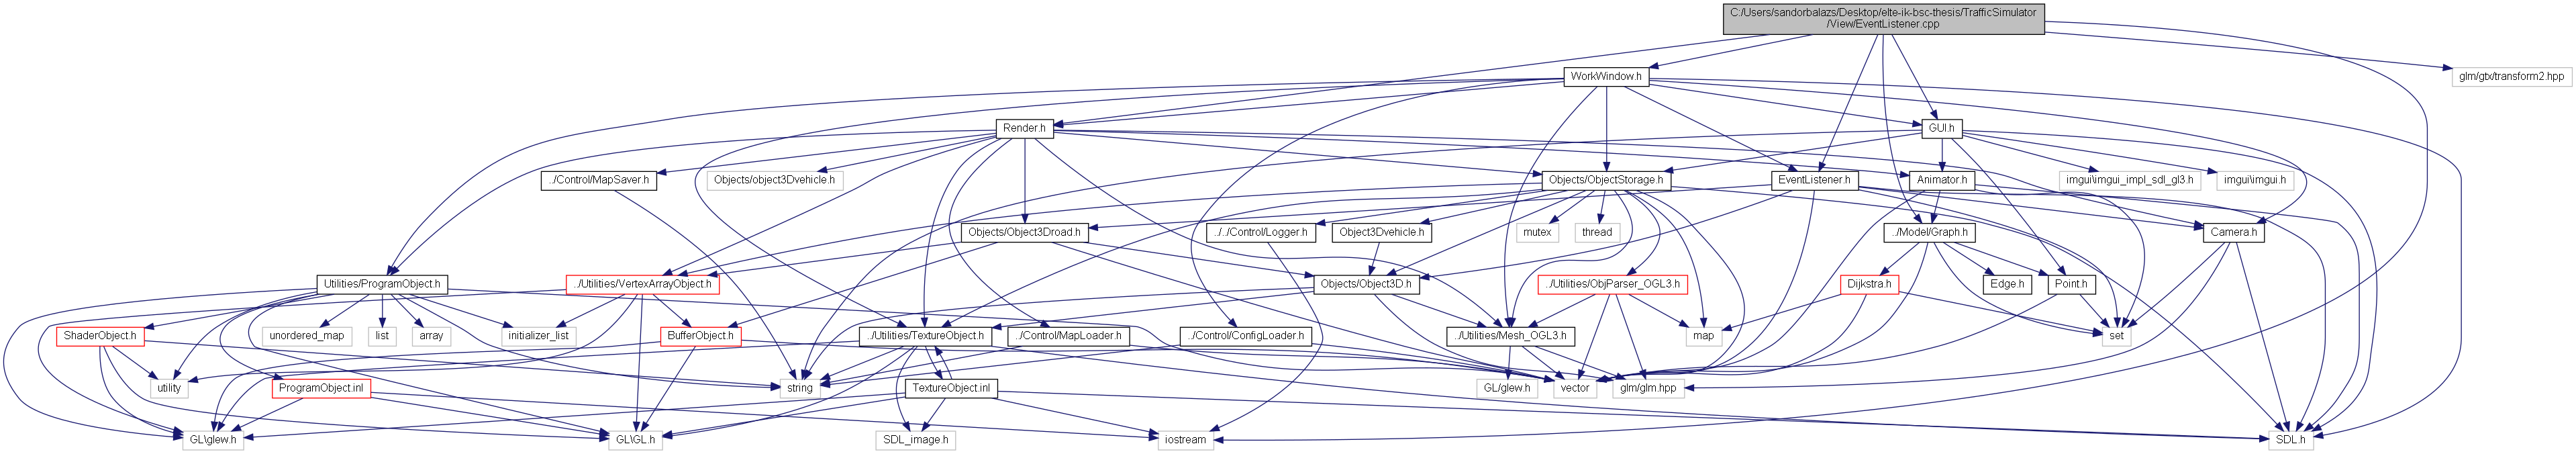 C:/Users/sandorbalazs/Desktop/elte-ik-bsc-thesis/TrafficSimulator
/View/EventListener.cpp
WorkWindow.h
glm/gtx/transform2.hpp
Render.h
GUI.h
../Control/MapSaver.h
Objects/object3Dvehicle.h
Objects/ObjectStorage.h
EventListener.h
Animator.h
imgui\imgui_impl_sdl_gl3.h
imgui\imgui.h
Objects/Object3Droad.h
../../Control/Logger.h
Object3Dvehicle.h
mutex
thread
../Model/Graph.h
Camera.h
Utilities/ProgramObject.h
../Utilities/VertexArrayObject.h
Objects/Object3D.h
../Utilities/ObjParser_OGL3.h
Dijkstra.h
Edge.h
Point.h
ShaderObject.h
unordered_map
list
array
initializer_list
BufferObject.h
../Utilities/TextureObject.h
../Control/MapLoader.h
../Control/ConfigLoader.h
../Utilities/Mesh_OGL3.h
map
set
utility
ProgramObject.inl
string
TextureObject.inl
GL/glew.h
vector
glm/glm.hpp
GL\glew.h
GL\GL.h
SDL_image.h
iostream
SDL.h